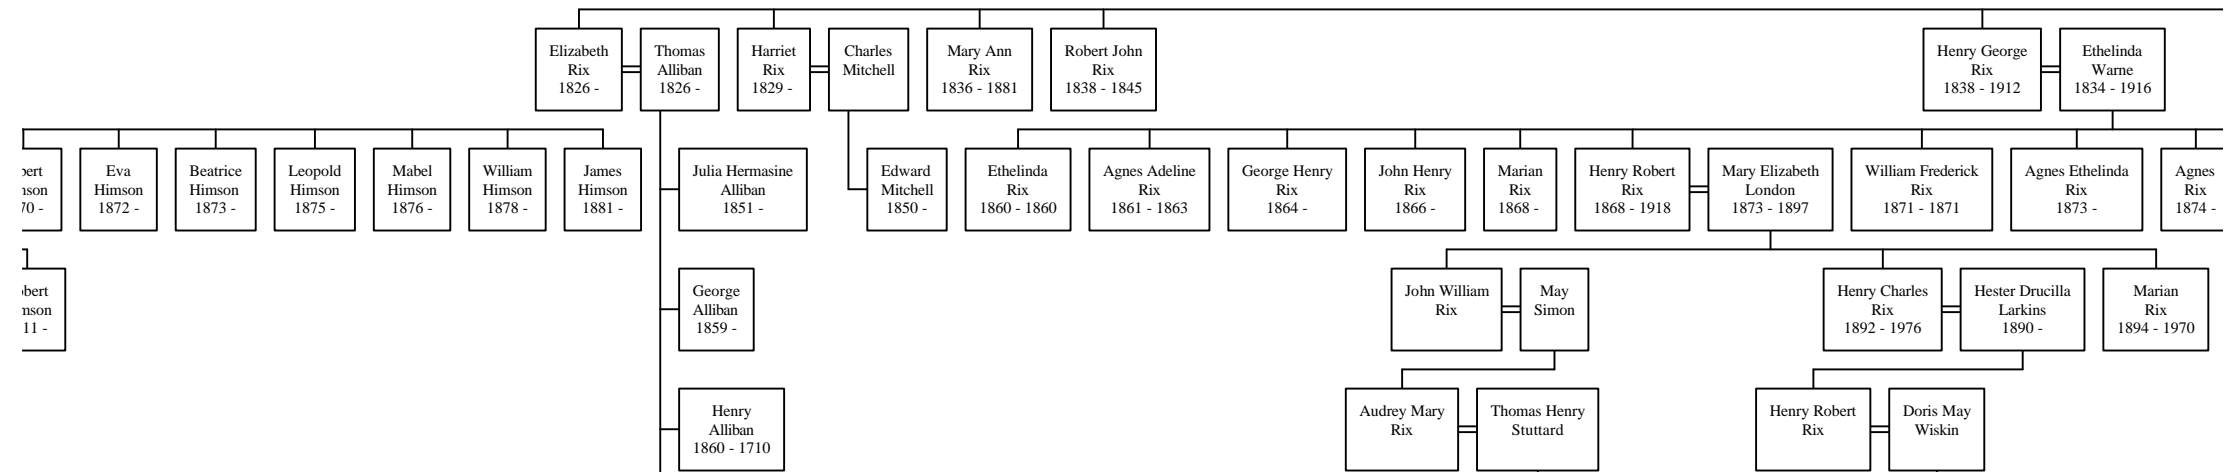 Elizabeth
Rix
1826 -
Thomas
Alliban
1826 -
Harriet
Rix
1829 -
Charles
Mitchell
Mary Ann
Rix
1836 - 1881
Robert John
Rix
1838 - 1845
Henry George
Rix
1838 - 1912
Ethelinda
Warne
1834 - 1916
Eva
Himson
1872 -
Beatrice
Himson
1873 -
Leopold
Himson
1875 -
Mabel
Himson
1876 -
William
Himson
1878 -
James
Himson
1881 -
Julia Hermasine
Alliban
1851 -
Edward
Mitchell
1850 -
Ethelinda
Rix
1860 - 1860
Agnes Adeline
Rix
1861 - 1863
George Henry
Rix
1864 -
John Henry
Rix
1866 -
Marian
Rix
1868 -
Henry Robert
Rix
1868 - 1918
Mary Elizabeth
London
1873 - 1897
William Frederick
Rix
1871 - 1871
Agnes Ethelinda
Rix
1873 -
Agnes
Rix
1874 -
George
Alliban
1859 -
John William
Rix
May
Simon
Henry Charles
Rix
1892 - 1976
Hester Drucilla
Larkins
1890 -
Marian
Rix
1894 - 1970
Henry
Alliban
1860 - 1710
Audrey Mary
Rix
Thomas Henry
Stuttard
Henry Robert
Rix
Doris May
Wiskin